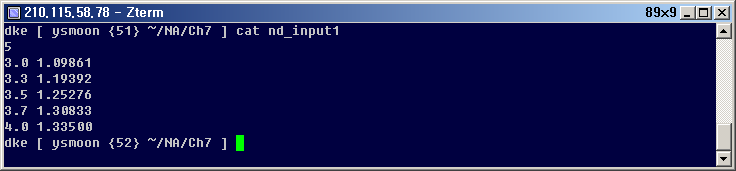 210,115,58,78 - Zterm 89x9
dke [ ysmoon {51} ~/NA/Ch7 ] cat nd_input1
5
3.0 1.09861
3.3 1.19392
3.5 1.25276
3.7 1.30833
4.0 1.33500
dke [ ysmoon {52} ~/NA/Ch7 ]